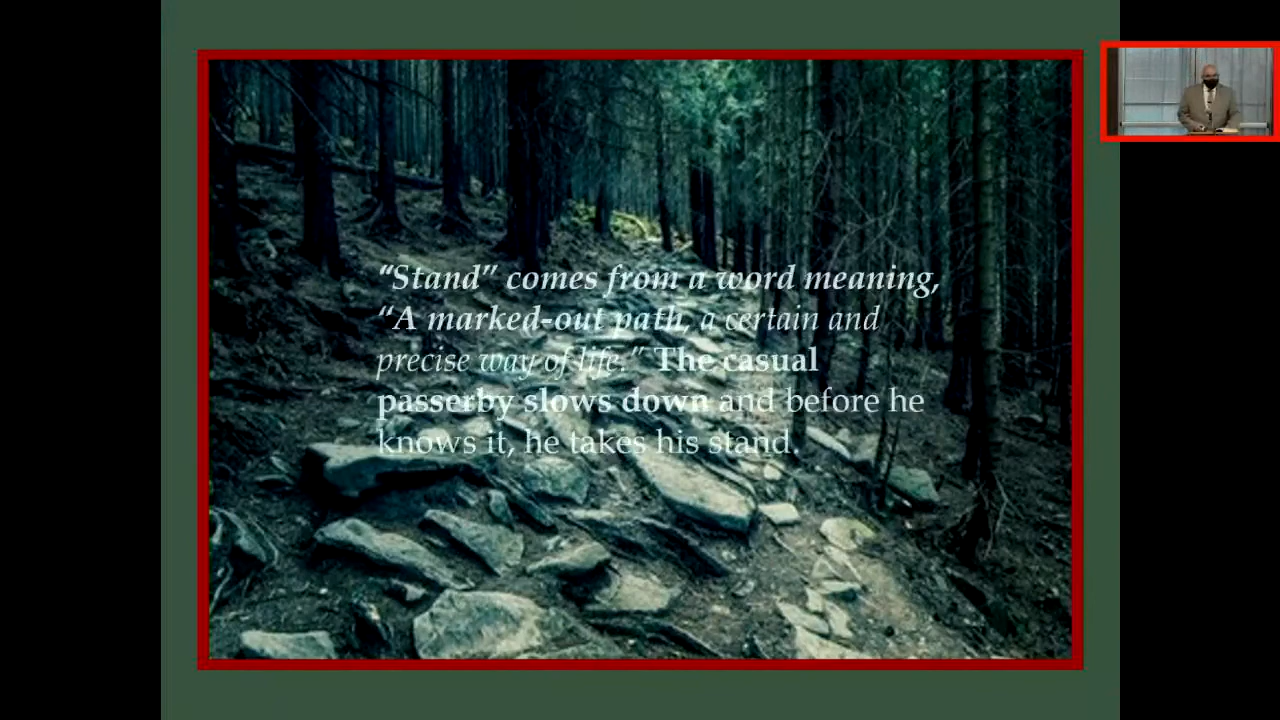 “Stand” comes from a word meaning,
“A marked-out path, a certain and
precise way of life.” The casual
passerby slows down and before he
knows it, he takes his stand.